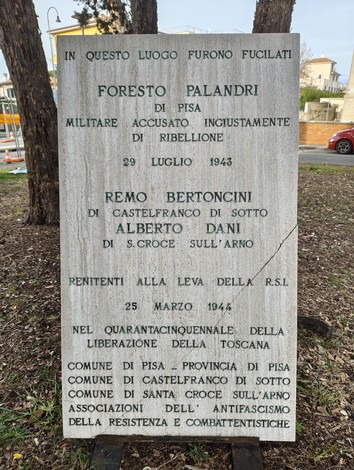 IN QUESTO LUOGO FURONO FUCILATI
FORESTO PALANDRI
DI PISA
MILITARE ACCUSATO INGIUSTAMENTE
DI RIBELLIONE
29 LUGLIO 1943
REMO BERTONCINI
DI CASTELFRANCO DI SOTTO
ALBERTO DANI
DI S. CROCE SULL'ARNO
RENITENTI ALLA LEVA DELLA R.S.I.
25 MARZO 1944
NEL QUARANTACINQUENNALE DELLA
LIBERAZIONE DELLA TOSCANA
COMUNE DI PISA _ PROVINCIA DI PISA
COMUNE DI CASTELFRANCO DI SOTTO
COMUNE DI SANTA CROCE SULL'ARNO
ASSOCIAZIONI DELL' ANTIFASCISMO
DELLA RESISTENZA E COMBATTENTISTICHE